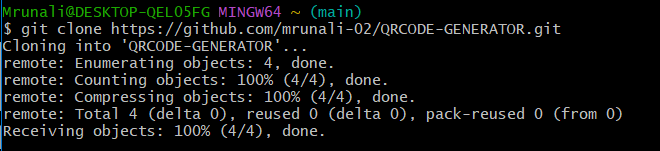 Mrunali@DESKTOP-QEL05FG MINGW64 ~ (main)
$ git clone https://github.com/mrunali-02/QRCODE-GENERATOR.git
Cloning into 'QRCODE-GENERATOR'...
remote: Enumerating objects: 4, done.
remote: Counting objects: 100% (4/4), done.
remote: Compressing objects: 100% (4/4), done.
remote: Total 4 (delta 0), reused 0 (delta 0), pack-reused 0 (from 0)
Receiving objects: 100% (4/4), done.